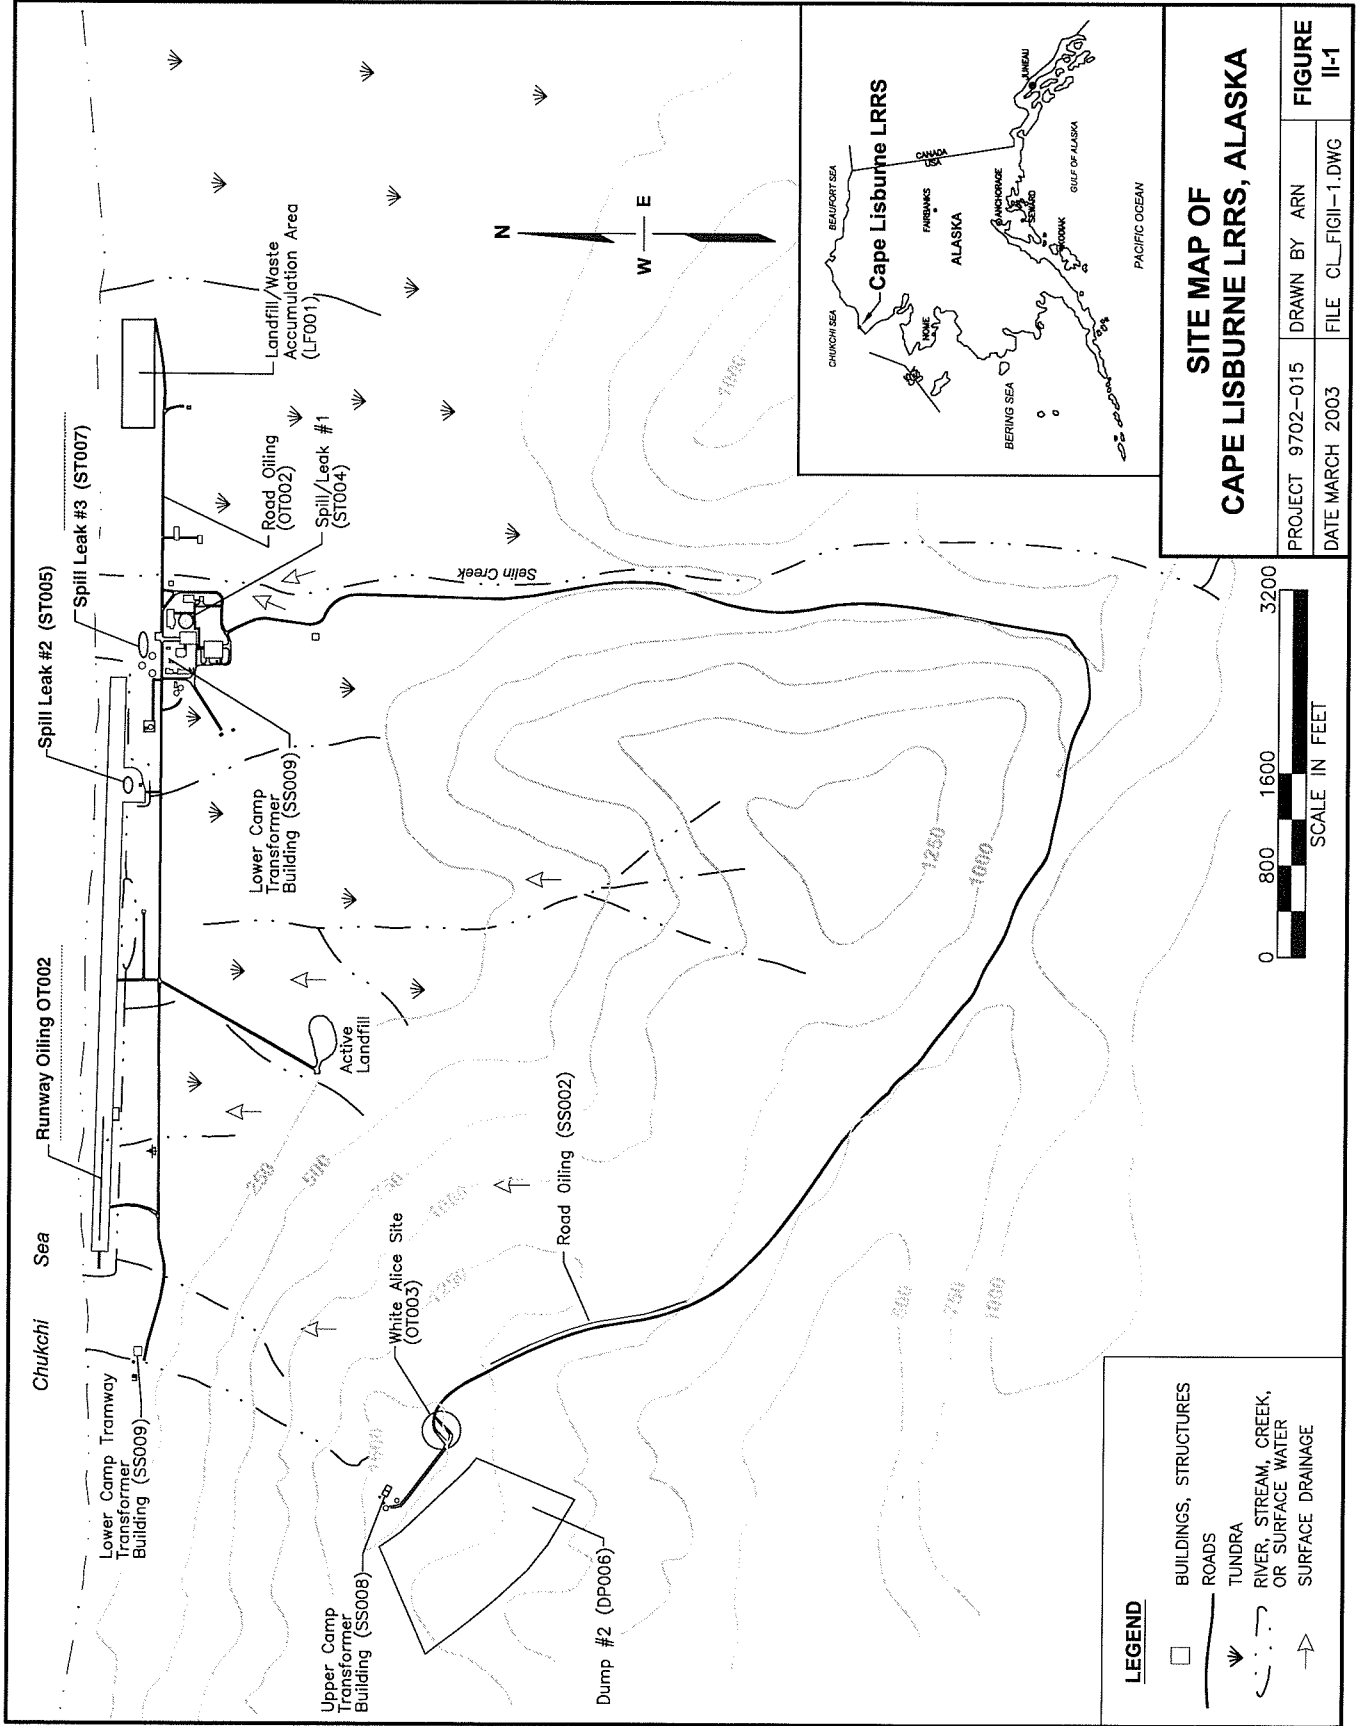 Chukchi Sea
Runway Oiling OT002
Spill Leak #2 (ST005)
Spill Leak #3 (ST007)
Landfill/Waste
Accumulation Area
(LF001)
Road Oiling
(OT002)
Spill/Leak #1
(ST004)
Lower Camp
Transformer
Building (SS009)
Lower Camp Tramway
Transformer
Building (SS009)
Active
Landfill
Selin Creek
White Alice Site
(OT003)
Upper Camp
Transformer
Building (SS008)
Dump #2 (DP006)
Road Oiling (SS002)
250
500
750
1000
1250
1250
1000
1000
750
1000
N
W
E
LEGEND
BUILDINGS, STRUCTURES
ROADS
TUNDRA
RIVER, STREAM, CREEK,
OR SURFACE WATER
SURFACE DRAINAGE
0 800 1600 3200
SCALE IN FEET
CHUKCHI SEA
BEAUFORT SEA
Cape Lisburne LRRS
NOME
FAIRBANKS
ALASKA
CANADA
USA
ANCHORAGE
SEWARD
KODIAK
JUNEAU
BERING SEA
GULF OF ALASKA
PACIFIC OCEAN
SITE MAP OF
CAPE LISBURNE LRRS, ALASKA
PROJECT 9702-015
DRAWN BY ARN
DATE MARCH 2003
FILE CL_FIGII-1.DWG
FIGURE
II-1